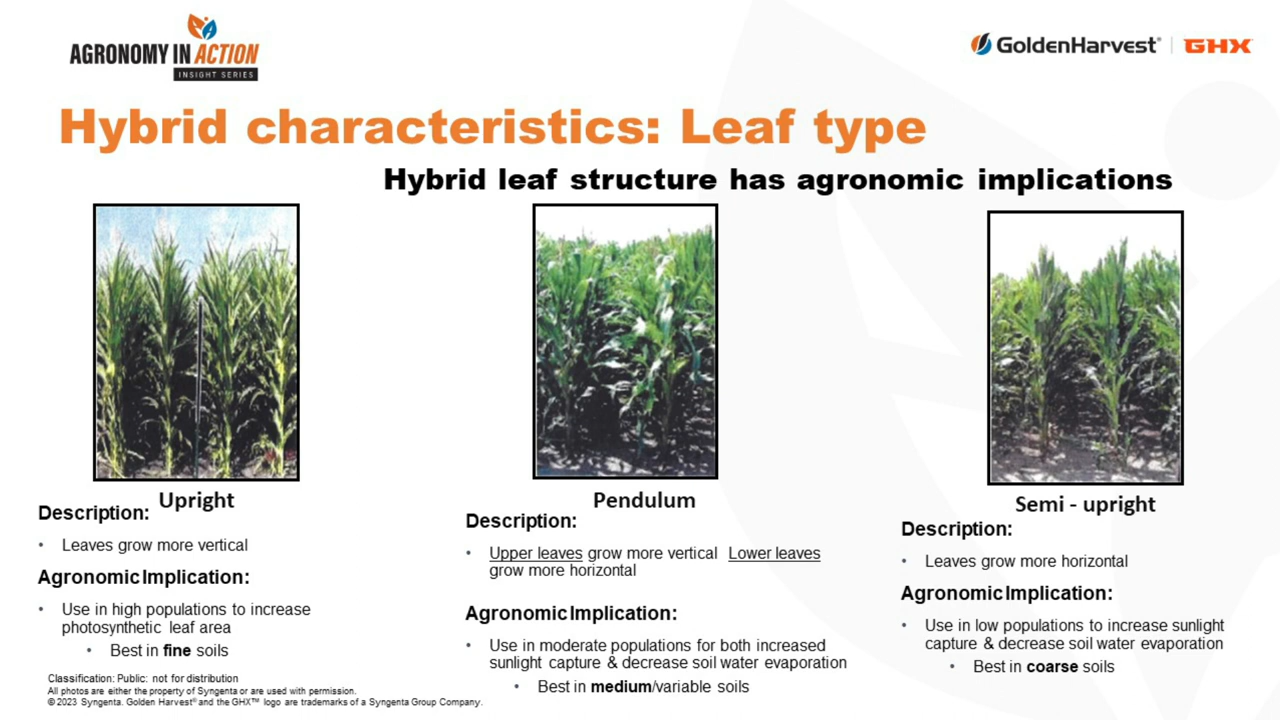 AGRONOMY IN ACTION
INSIGHT SERIES
GoldenHarvest® | GHX
Hybrid characteristics: Leaf type
Hybrid leaf structure has agronomic implications
Upright
Description:
• Leaves grow more vertical
Agronomic Implication:
• Use in high populations to increase
photosynthetic leaf area
• Best in fine soils
Pendulum
Description:
• Upper leaves grow more vertical Lower leaves
grow more horizontal
Agronomic Implication:
• Use in moderate populations for both increased
sunlight capture & decrease soil water evaporation
• Best in medium/variable soils
Semi - upright
Description:
• Leaves grow more horizontal
Agronomic Implication:
• Use in low populations to increase sunlight
capture & decrease soil water evaporation
• Best in coarse soils
Classification: Public: not for distribution
All photos are either the property of Syngenta or are used with permission.
© 2023 Syngenta. Golden Harvest® and the GHX™ logo are trademarks of a Syngenta Group Company.